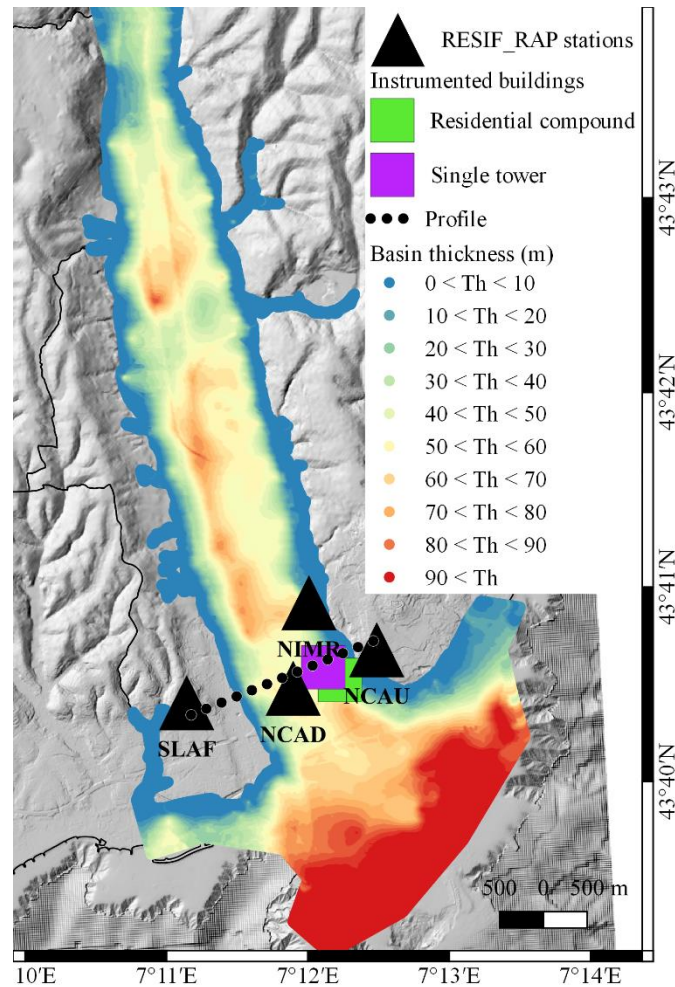 RESIF_RAP stations
Instrumented buildings
Residential compound
Single tower
Profile
Basin thickness (m)
0 < Th < 10
10 < Th < 20
20 < Th < 30
30 < Th < 40
40 < Th < 50
50 < Th < 60
60 < Th < 70
70 < Th < 80
80 < Th < 90
90 < Th
43°43'N
43°42'N
43°41'N
43°40'N
NIMR
NCAU
NCAD
SLAF
500 0 500 m
10'E 7°11'E 7°12'E 7°13'E 7°14'E